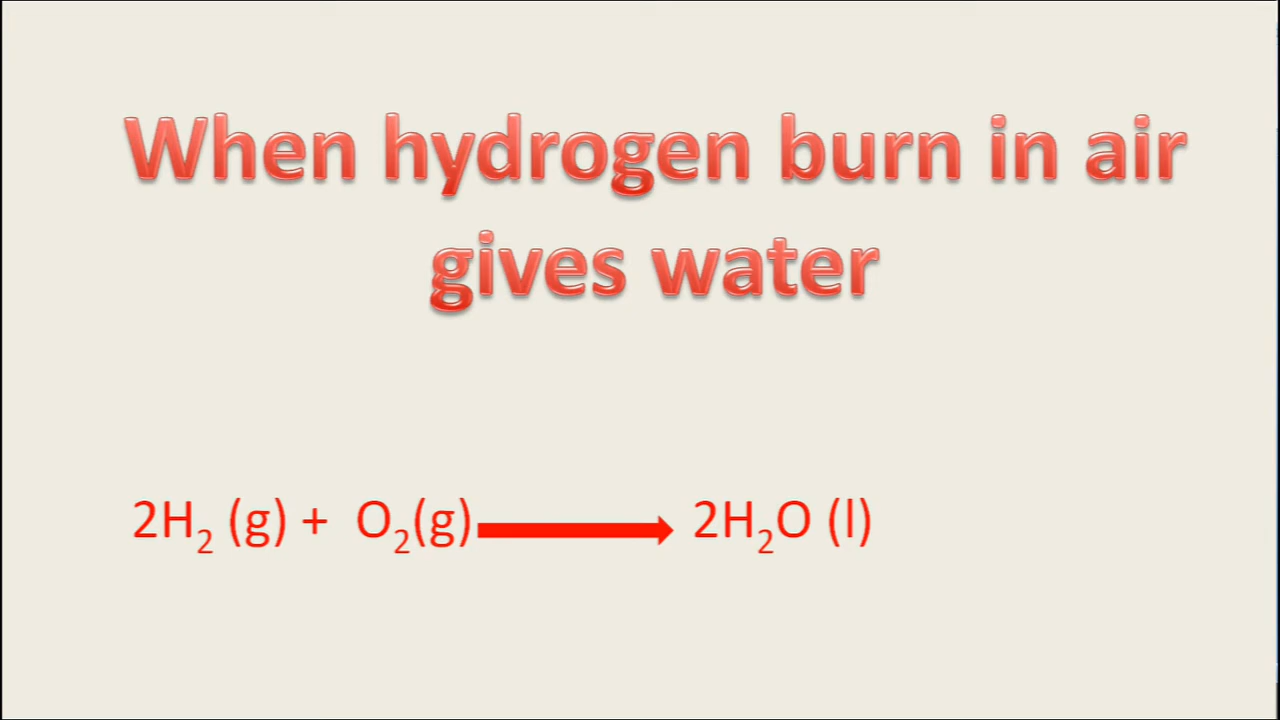 When hydrogen burn in air
gives water
2H₂ (g) + O₂(g) → 2H₂O (l)